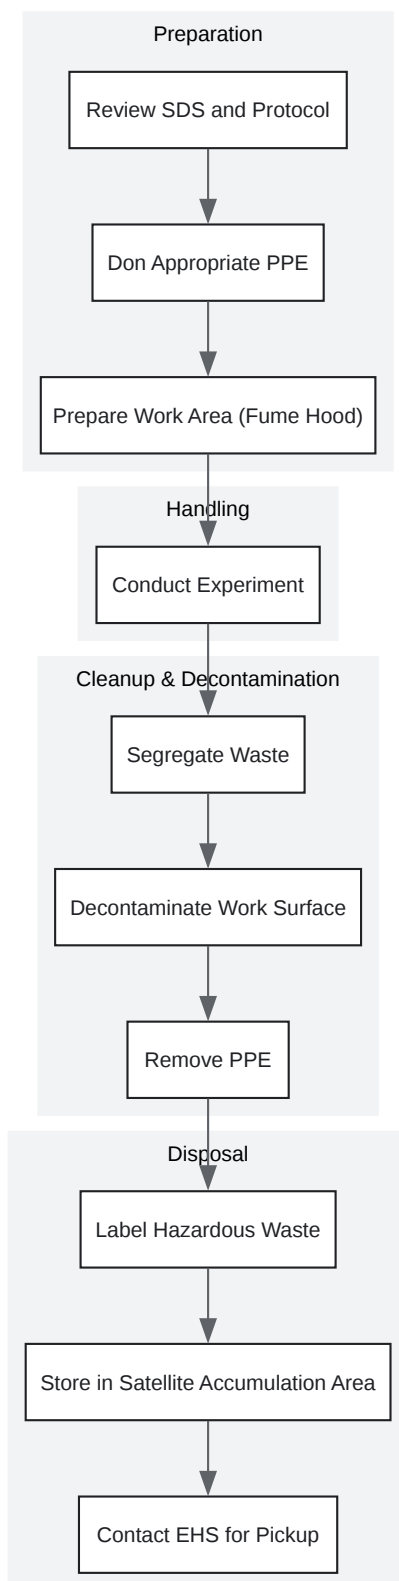 Preparation
Review SDS and Protocol
Don Appropriate PPE
Prepare Work Area (Fume Hood)
Handling
Conduct Experiment
Cleanup & Decontamination
Segregate Waste
Decontaminate Work Surface
Remove PPE
Disposal
Label Hazardous Waste
Store in Satellite Accumulation Area
Contact EHS for Pickup